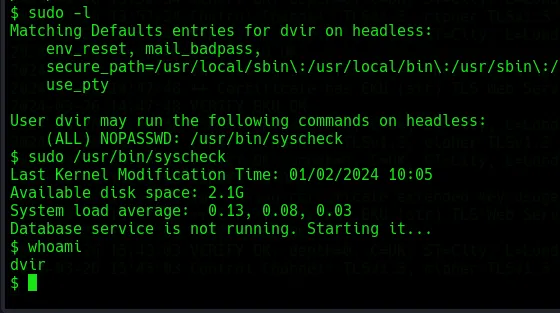 $ sudo -l
Matching Defaults entries for dvir on headless:
env_reset, mail_badpass,
secure_path=/usr/local/sbin\:/usr/local/bin\:/usr/sbin\:/
use_pty
User dvir may run the following commands on headless:
(ALL) NOPASSWD: /usr/bin/syscheck
$ sudo /usr/bin/syscheck
Last Kernel Modification Time: 01/02/2024 10:05
Available disk space: 2.1G
System load average:  0.13, 0.08, 0.03
Database service is not running. Starting it...
$ whoami
dvir
$